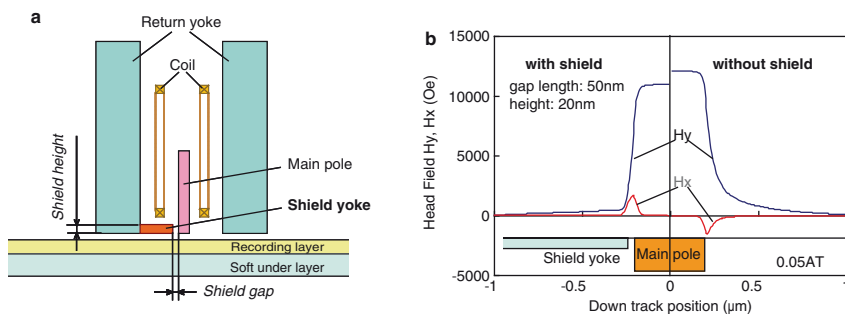 a
Return yoke
Coil
Shield height
Main pole
Shield yoke
Recording layer
Soft under layer
Shield gap
b
Head Field Hy, Hx (Oe)
15000
10000
5000
0
-5000
with shield
gap length: 50nm
height: 20nm
without shield
Hy
Hx
Shield yoke
Main pole
0.05AT
-1
-0.5
0
0.5
1
Down track position (μm)